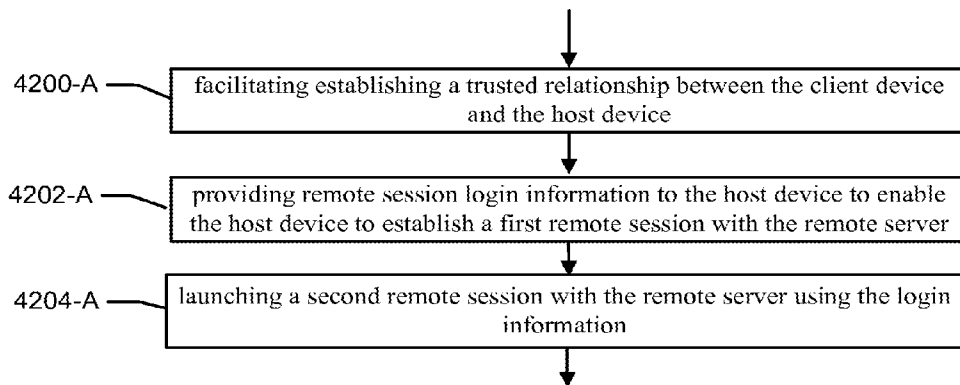 4200-A
facilitating establishing a trusted relationship between the client device
and the host device
4202-A
providing remote session login information to the host device to enable
the host device to establish a first remote session with the remote server
4204-A
launching a second remote session with the remote server using the login
information